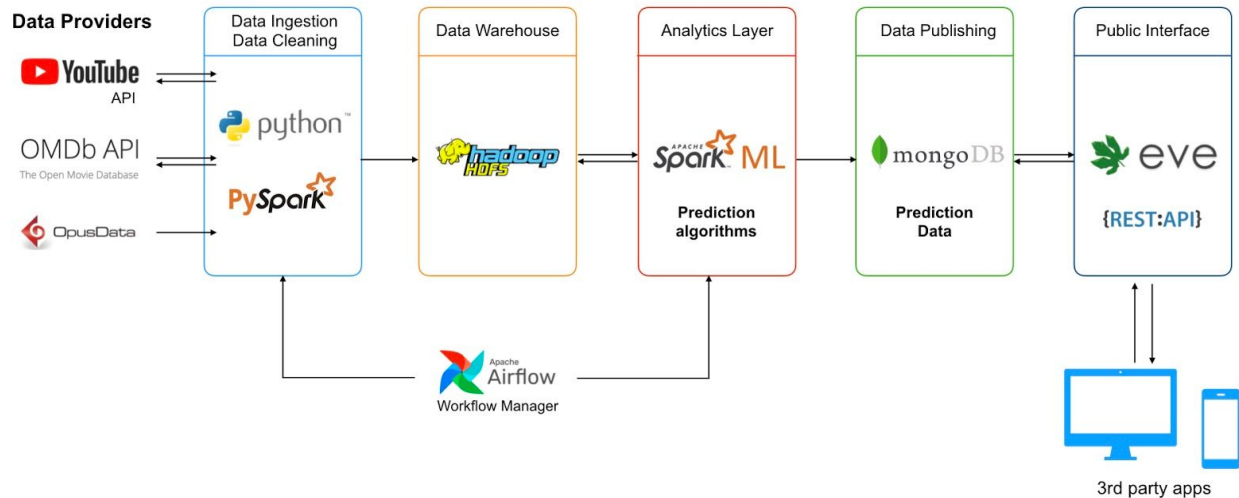 Data Providers
YouTube
API
OMDb API
The Open Movie Database
OpusData
Data Ingestion
Data Cleaning
python™
PySpark
Data Warehouse
hadoop
HDFS
Analytics Layer
APACHE
Spark™ ML
Prediction
algorithms
Data Publishing
mongoDB
Prediction
Data
Public Interface
eve
{REST:API}
Apache
Airflow
Workflow Manager
3rd party apps